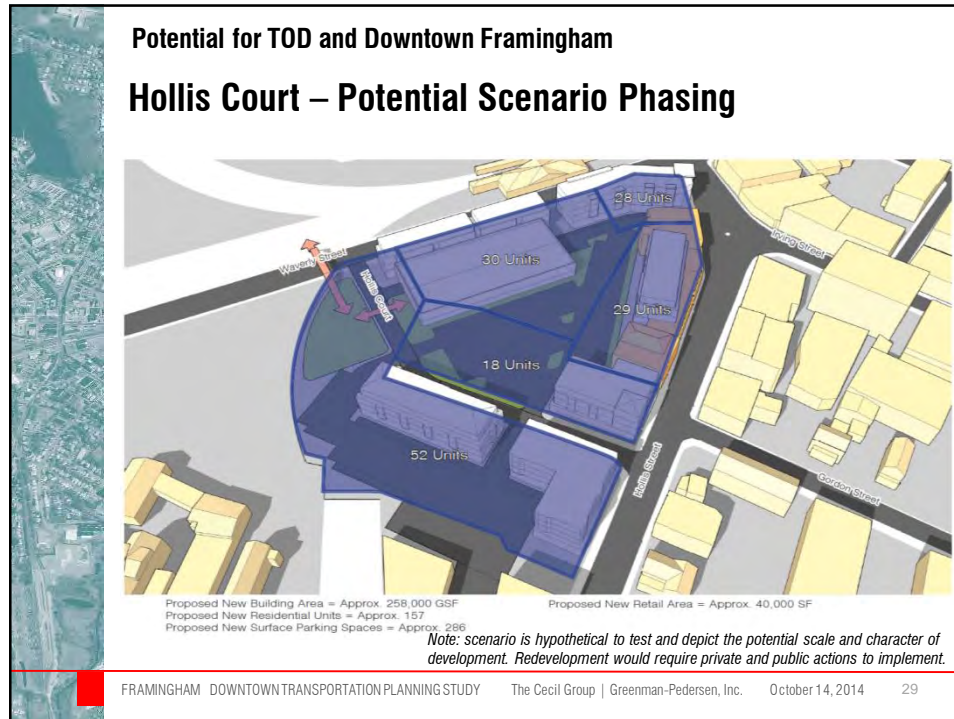 Potential for TOD and Downtown Framingham
Hollis Court – Potential Scenario Phasing
28 Units
Irving Street
Waverly Street
30 Units
Hollis Court
29 Units
18 Units
52 Units
Hollis Street
Gordon Street
Proposed New Building Area = Approx. 258,000 GSF
Proposed New Residential Units = Approx. 157
Proposed New Surface Parking Spaces = Approx. 286
Proposed New Retail Area = Approx. 40,000 SF
Note: scenario is hypothetical to test and depict the potential scale and character of
development. Redevelopment would require private and public actions to implement.
FRAMINGHAM DOWNTOWN TRANSPORTATION PLANNING STUDY The Cecil Group | Greenman-Pedersen, Inc. October 14, 2014 29